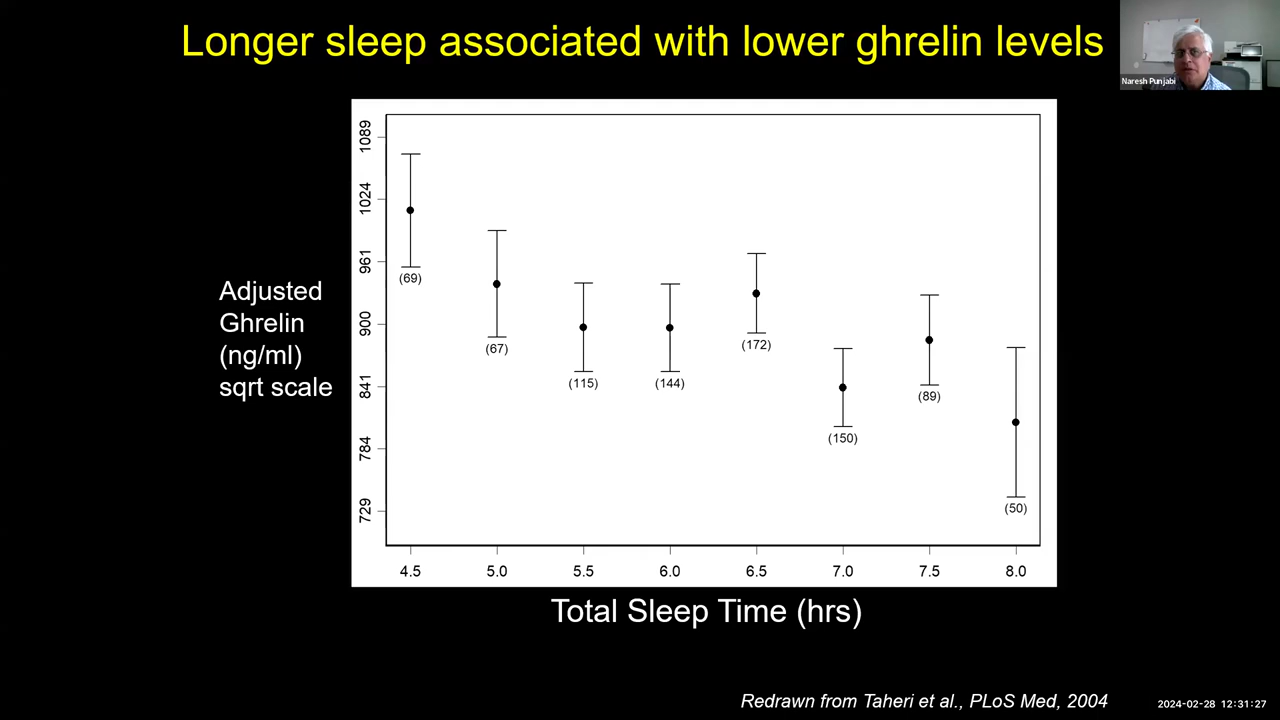 Longer sleep associated with lower ghrelin levels
Naresh Punjabi
Adjusted
Ghrelin
(ng/ml)
sqrt scale
1089
1024
961
900
841
784
729
(69)
(67)
(115)
(144)
(172)
(150)
(89)
(50)
4.5 5.0 5.5 6.0 6.5 7.0 7.5 8.0
Total Sleep Time (hrs)
Redrawn from Taheri et al., PLoS Med, 2004
2024-02-28 12:31:27